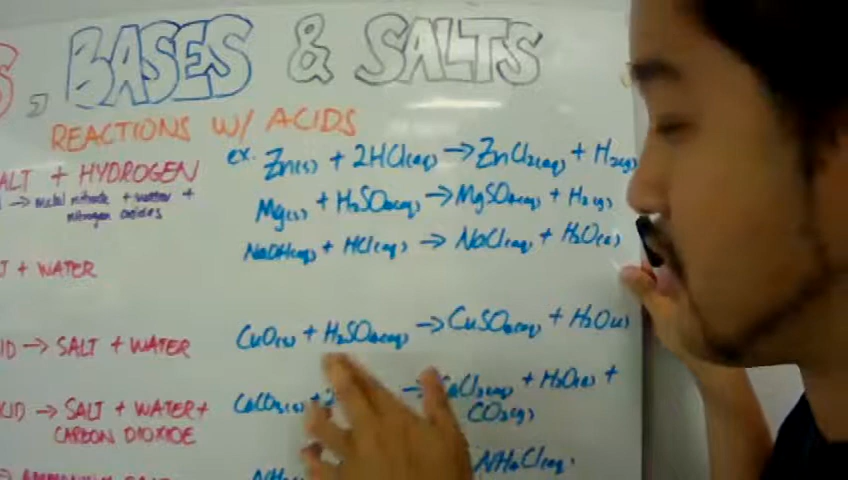 , BASES & SALTS
REACTIONS W/ ACIDS
ALT + HYDROGEN
→ metal nitrate + water +
nitrogen oxides
ex. Zn(s) + 2HCl(aq) → ZnCl2(aq) + H2(g)
Mg(s) + H2SO4(aq) → MgSO4(aq) + H2(g)
NaOH(aq) + HCl(aq) → NaCl(aq) + H2O(l)
T + WATER
CuO(s) + H2SO4(aq) → CuSO4(aq) + H2O(l)
ID → SALT + WATER
CaCO3(s) + 2 → CaCl2(aq) + H2O(l) +
CO2(g)
CID → SALT + WATER +
CARBON DIOXIDE
AMMONIUM SALT
NH NH4Cl(aq).